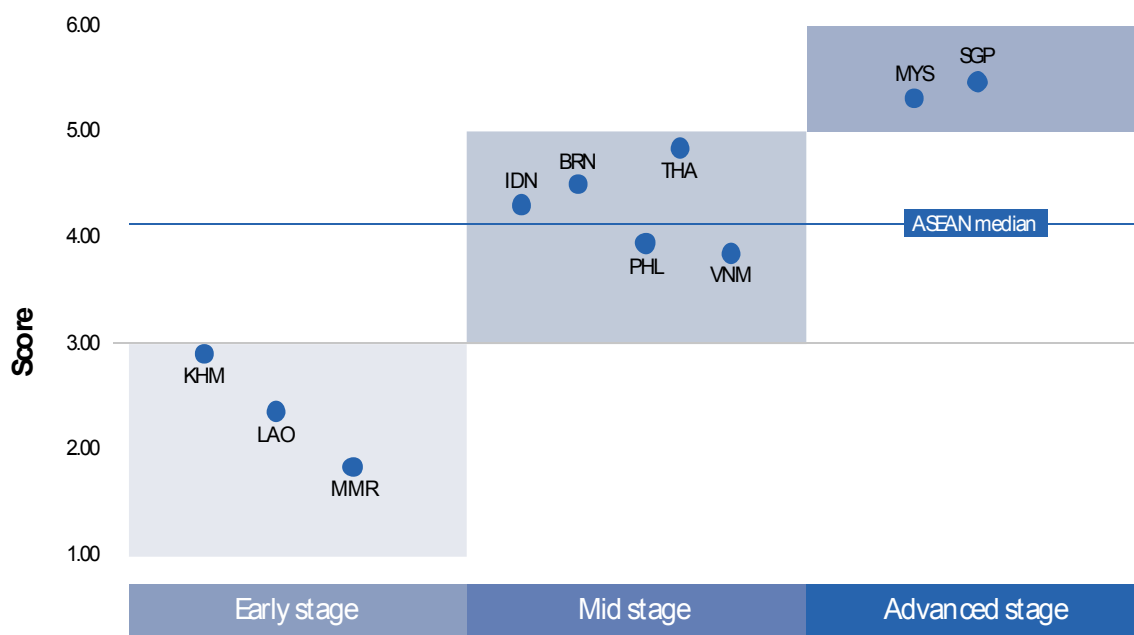 6.00
SGP
MYS
5.00
BRN
THA
IDN
ASEAN median
4.00
PHL
VNM
Score
3.00
KHM
LAO
2.00
MMR
1.00
Early stage
Mid stage
Advanced stage